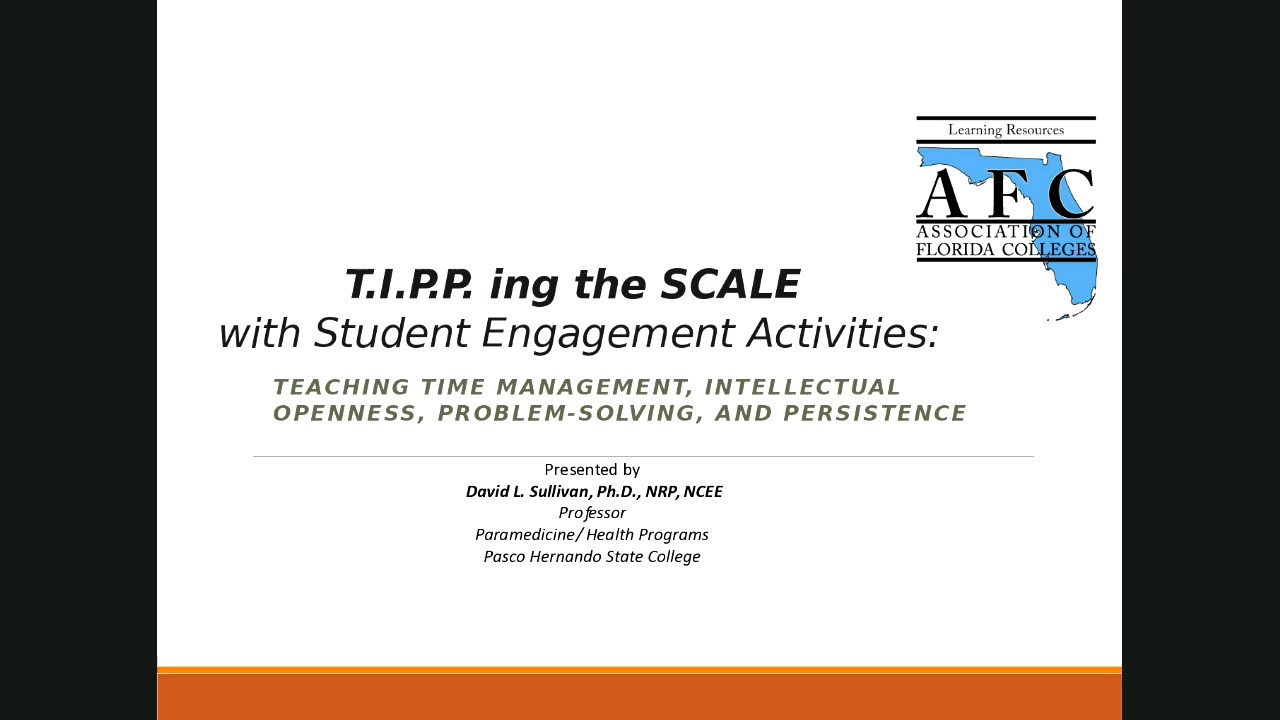 Learning Resources
AFC
ASSOCIATION OF
FLORIDA COLLEGES
T.I.P.P. ing the SCALE
with Student Engagement Activities:
TEACHING TIME MANAGEMENT, INTELLECTUAL
OPENNESS, PROBLEM-SOLVING, AND PERSISTENCE
Presented by
David L. Sullivan, Ph.D., NRP, NCEE
Professor
Paramedicine/ Health Programs
Pasco Hernando State College